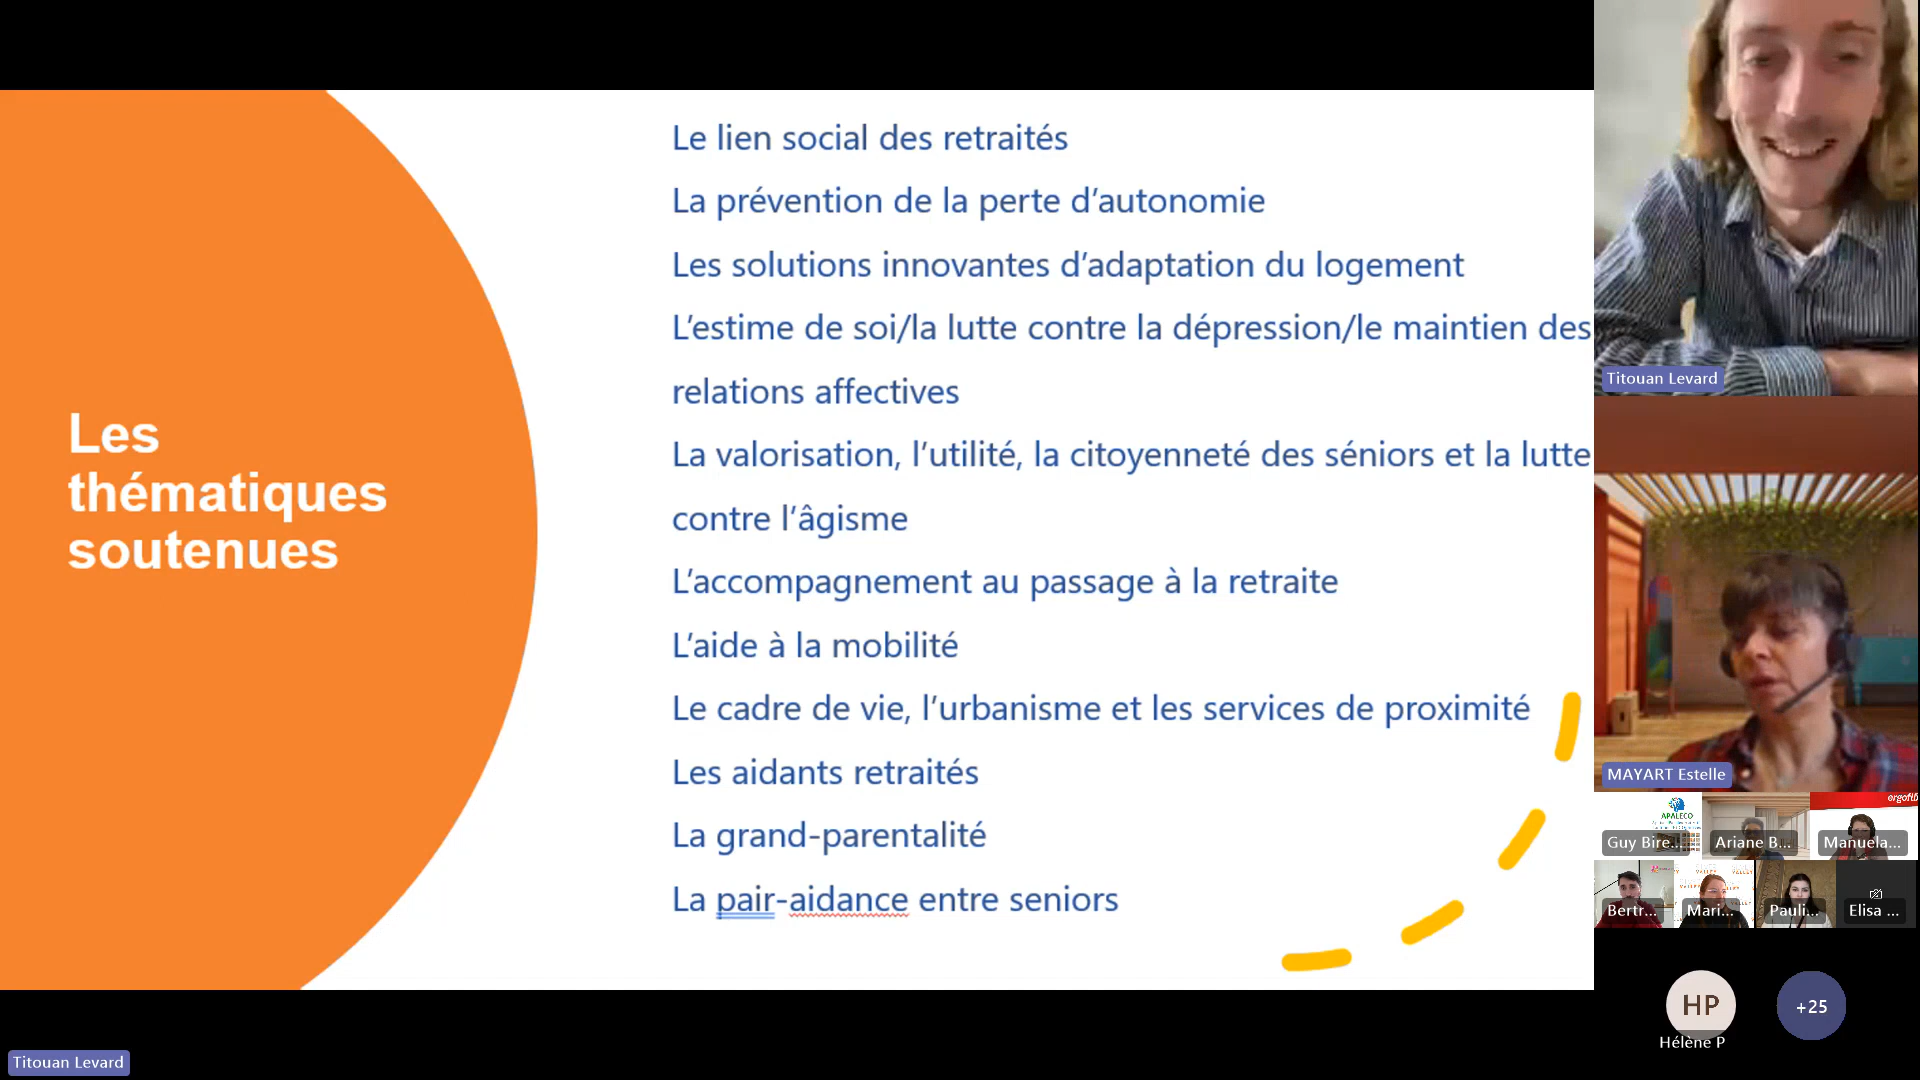 Les
thématiques
soutenues
Le lien social des retraités
La prévention de la perte d’autonomie
Les solutions innovantes d’adaptation du logement
L’estime de soi/la lutte contre la dépression/le maintien des
relations affectives
La valorisation, l’utilité, la citoyenneté des séniors et la lutte
contre l’âgisme
L’accompagnement au passage à la retraite
L’aide à la mobilité
Le cadre de vie, l’urbanisme et les services de proximité
Les aidants retraités
La grand-parentalité
La pair-aidance entre seniors
Titouan Levard
MAYART Estelle
APALECO
Guy Bire...
Ariane B...
Manuela...
Bertr...
VALLEY
Mari...
Pauli...
Elisa ...
HP
+25
Hélène P
Titouan Levard